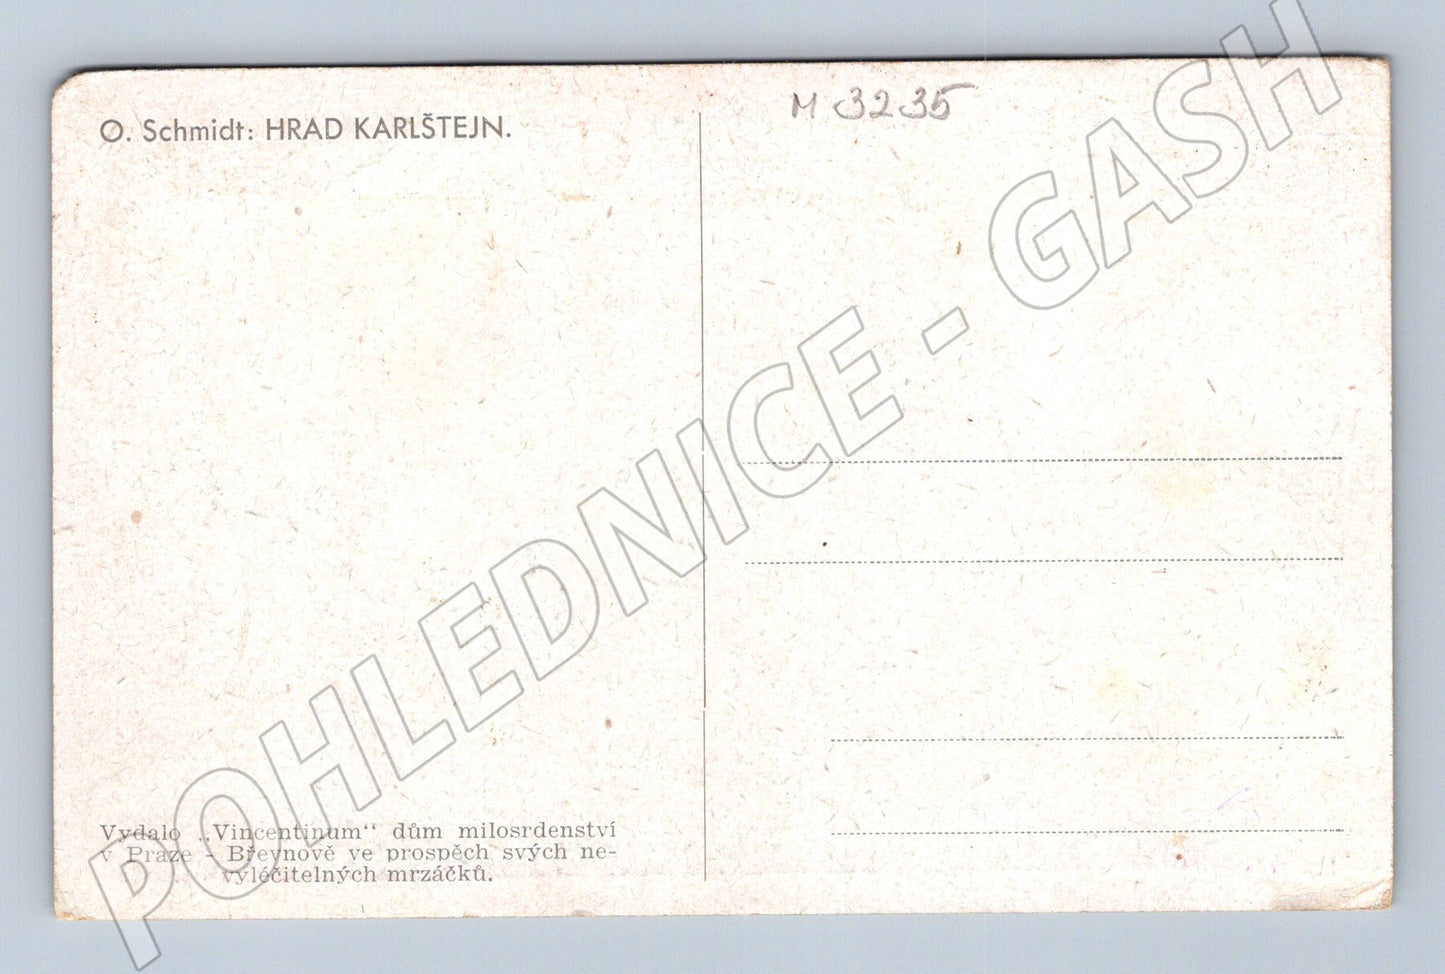 O. Schmidt: HRAD KARLŠTEJN.
M 3235
Vydalo „Vincentinum“ dům milosrdenství
v Praze - Břevnově ve prospěch svých ne-
vyléčitelných mrzáčků.
POHLEDNICE - GASH